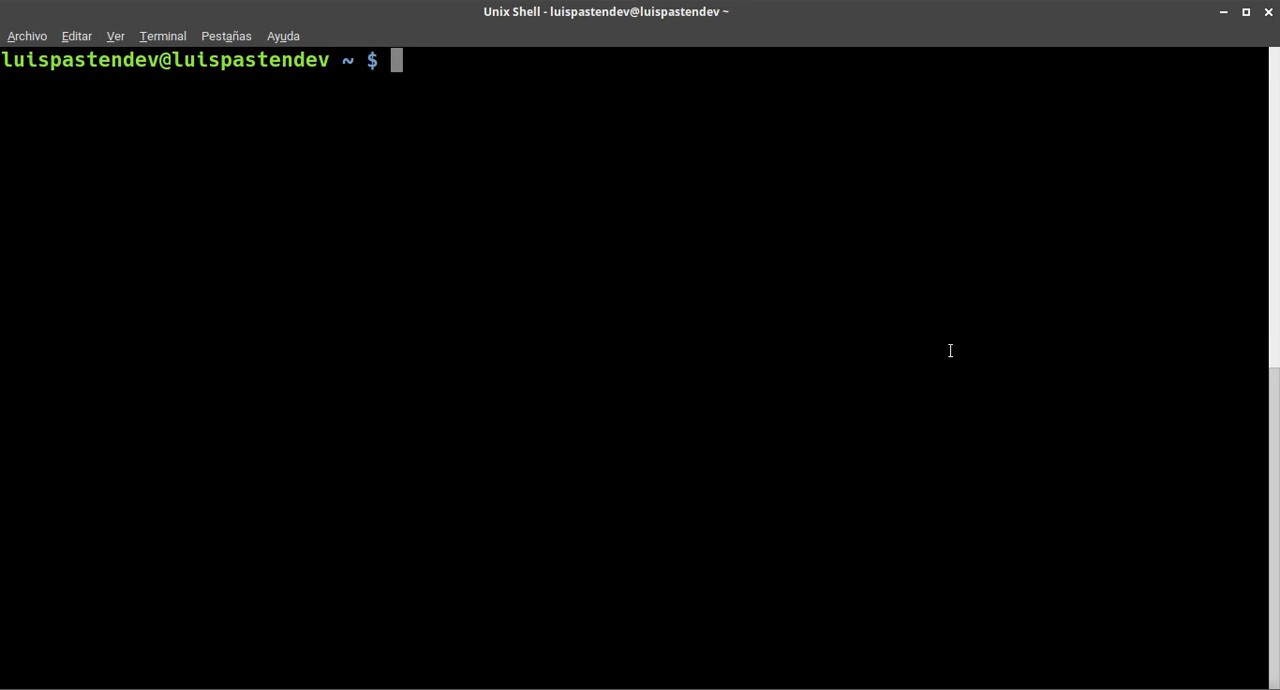 Unix Shell - luispastendev@luispastendev ~
Archivo Editar Ver Terminal Pestañas Ayuda
luispastendev@luispastendev ~ $